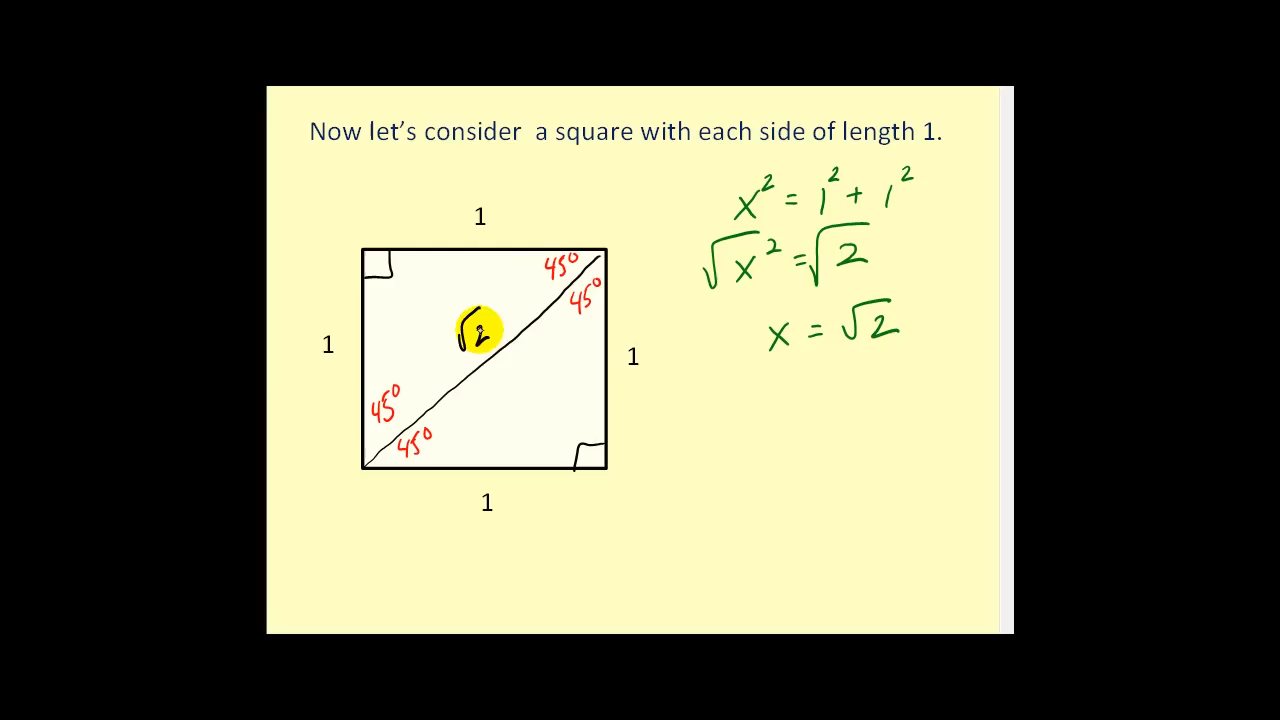 Now let's consider a square with each side of length 1.
x² = 1² + 1²
√x² = √2
x = √2
1
45°
45°
√2
1
1
45°
45°
1